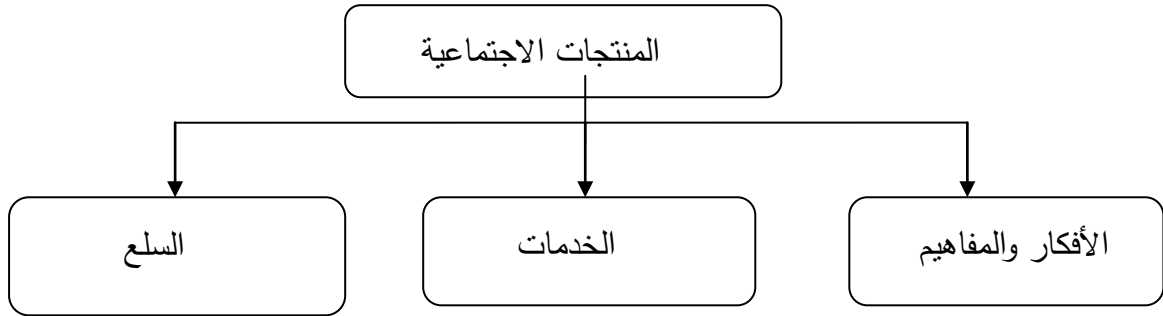 المنتجات الاجتماعية
الأفكار والمفاهيم
الخدمات
السلع